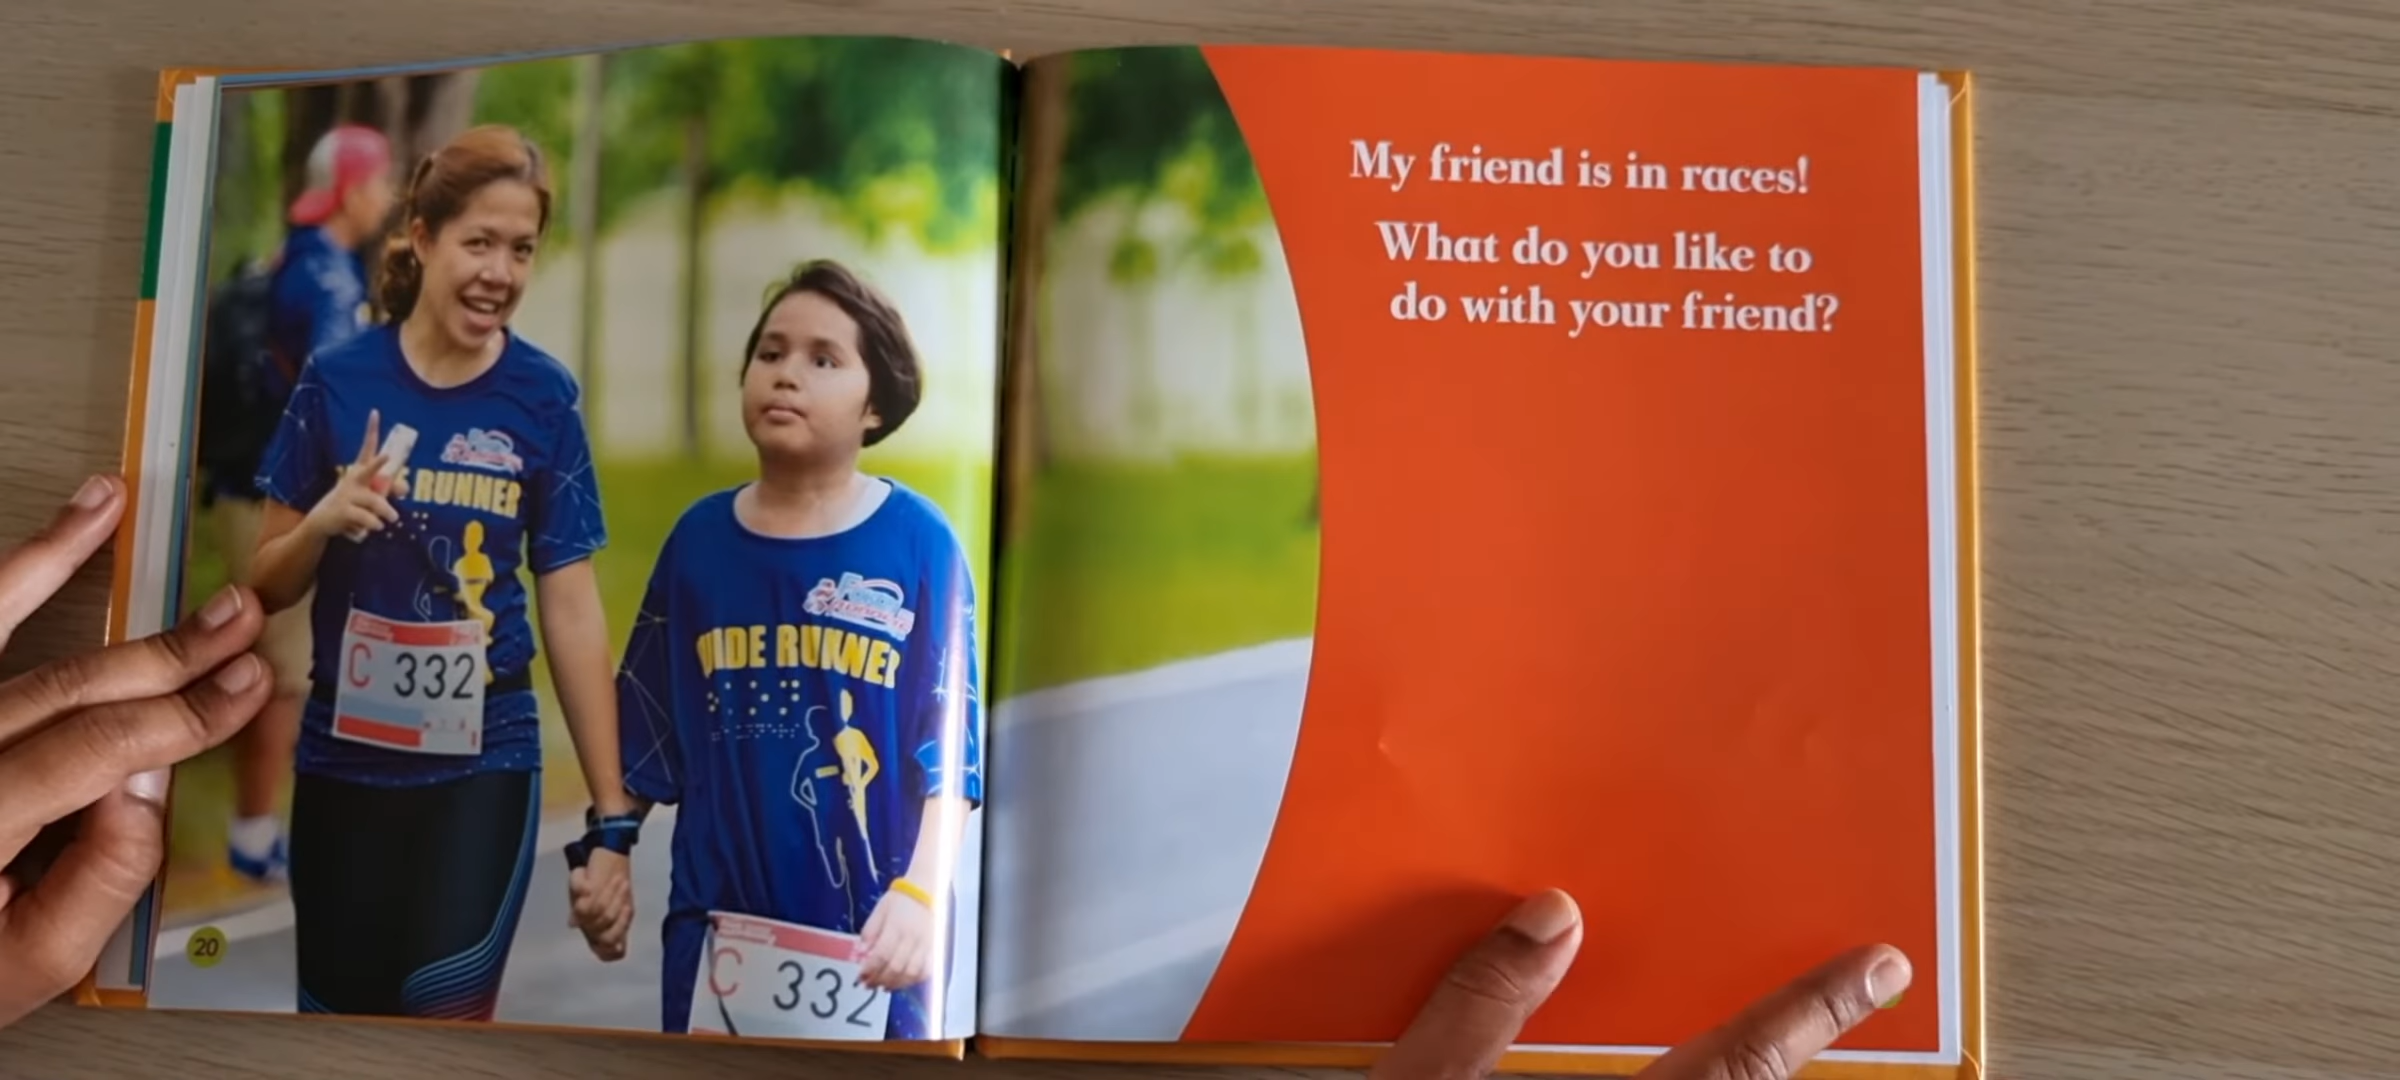 RUNNER
C 332
RUNNER
C 332
20
My friend is in races!
What do you like to
do with your friend?